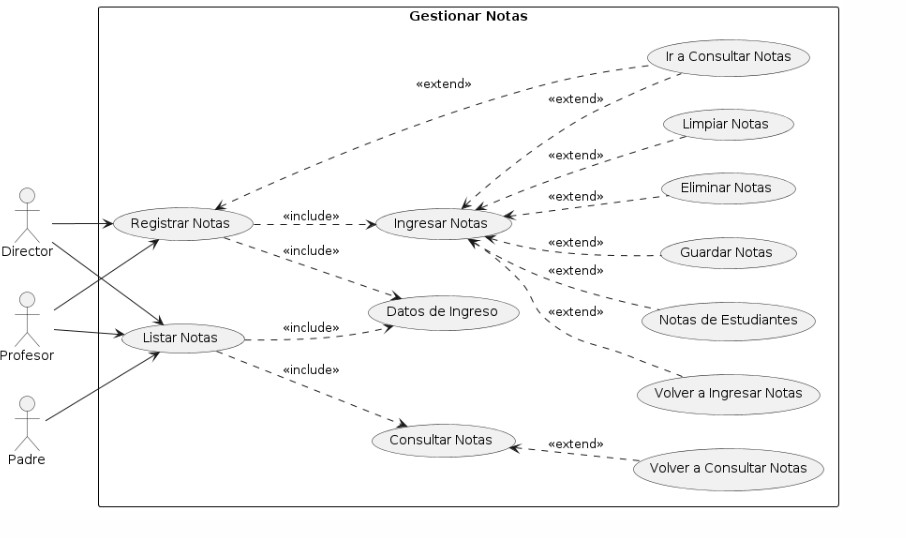 Gestionar Notas
Ir a Consultar Notas
«extend»
«extend»
Limpiar Notas
«extend»
Eliminar Notas
«extend»
Registrar Notas
«include»
Ingresar Notas
Director
«extend»
Guardar Notas
«include»
«extend»
Datos de Ingreso
«extend»
Notas de Estudiantes
«include»
Listar Notas
Profesor
«include»
Volver a Ingresar Notas
Consultar Notas
«extend»
Padre
Volver a Consultar Notas